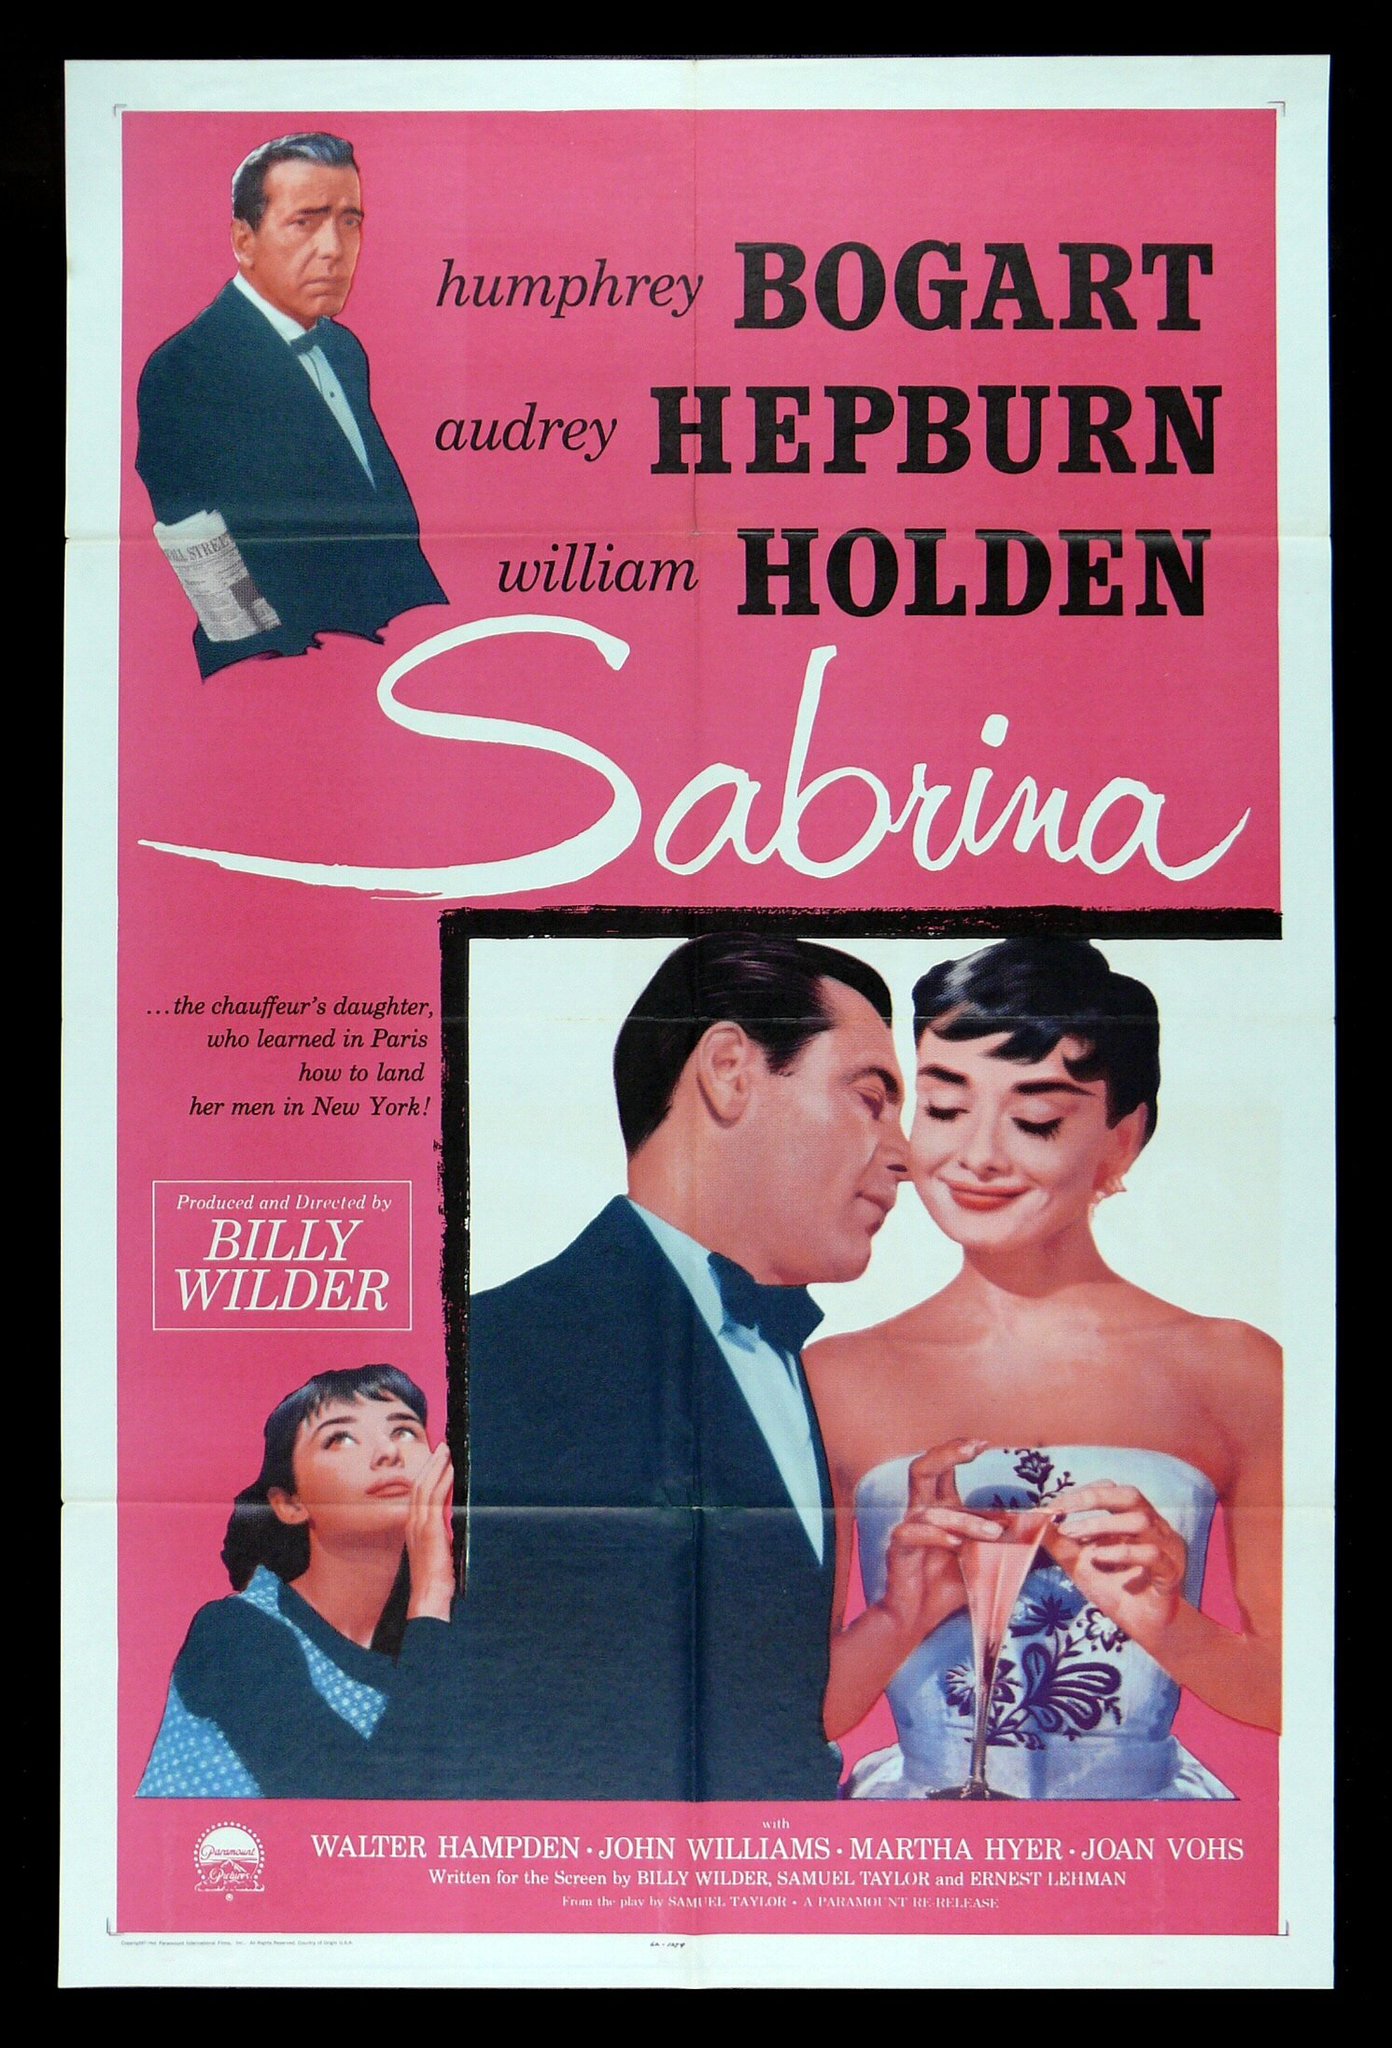 humphrey BOGART
audrey HEPBURN
william HOLDEN
Sabrina
...the chauffeur's daughter,
who learned in Paris
how to land
her men in New York!
Produced and Directed by
BILLY
WILDER
with
WALTER HAMPDEN · JOHN WILLIAMS · MARTHA HYER · JOAN VOHS
Written for the Screen by BILLY WILDER, SAMUEL TAYLOR and ERNEST LEHMAN
From the play by SAMUEL TAYLOR · A PARAMOUNT RE-RELEASE
Paramount
Pictures
®